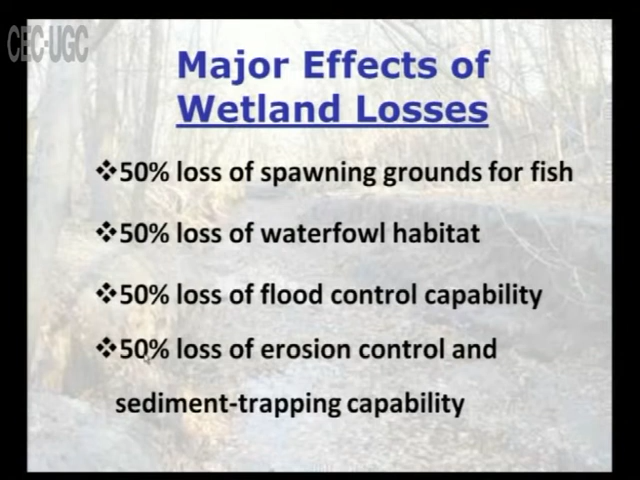 CEC-UGC
Major Effects of
Wetland Losses
❖50% loss of spawning grounds for fish
❖50% loss of waterfowl habitat
❖50% loss of flood control capability
❖50% loss of erosion control and
sediment-trapping capability